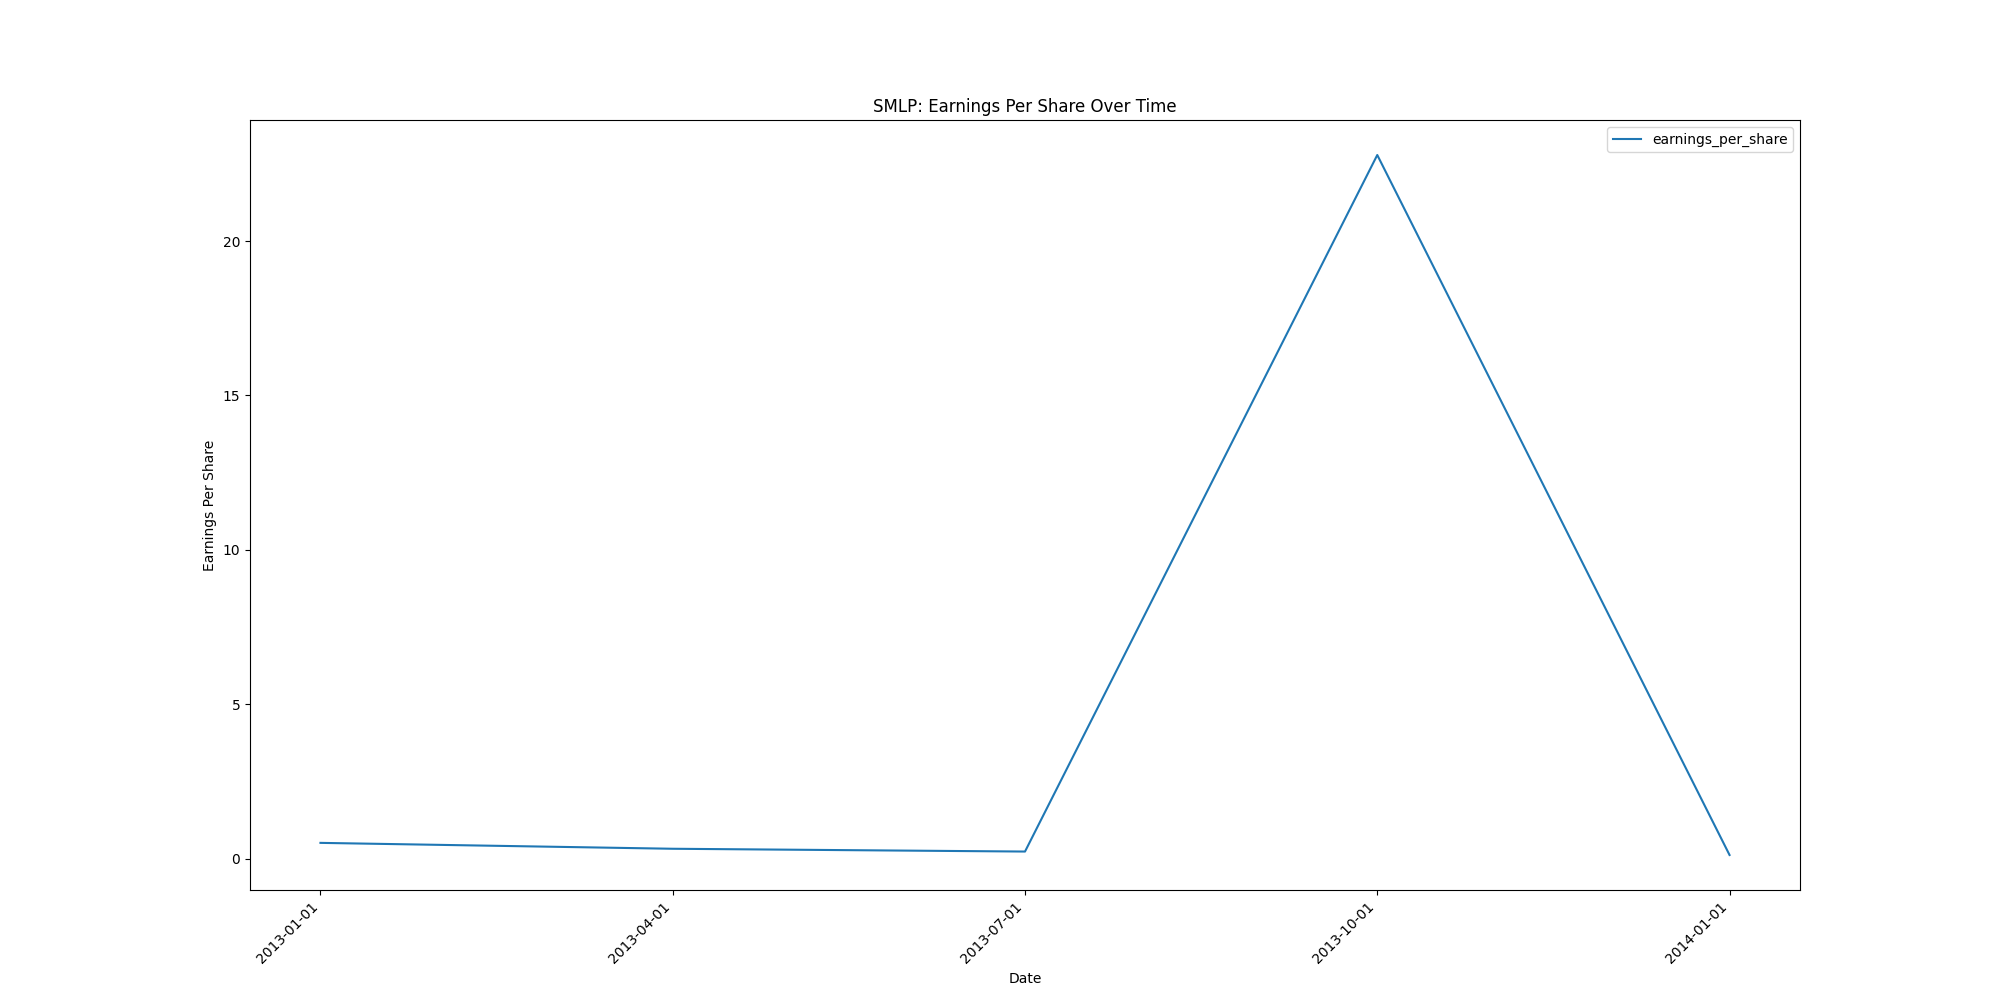 SMLP: Earnings Per Share Over Time
earnings_per_share
20
15
10
5
0
Earnings Per Share
2013-01-01
2013-04-01
2013-07-01
2013-10-01
2014-01-01
Date